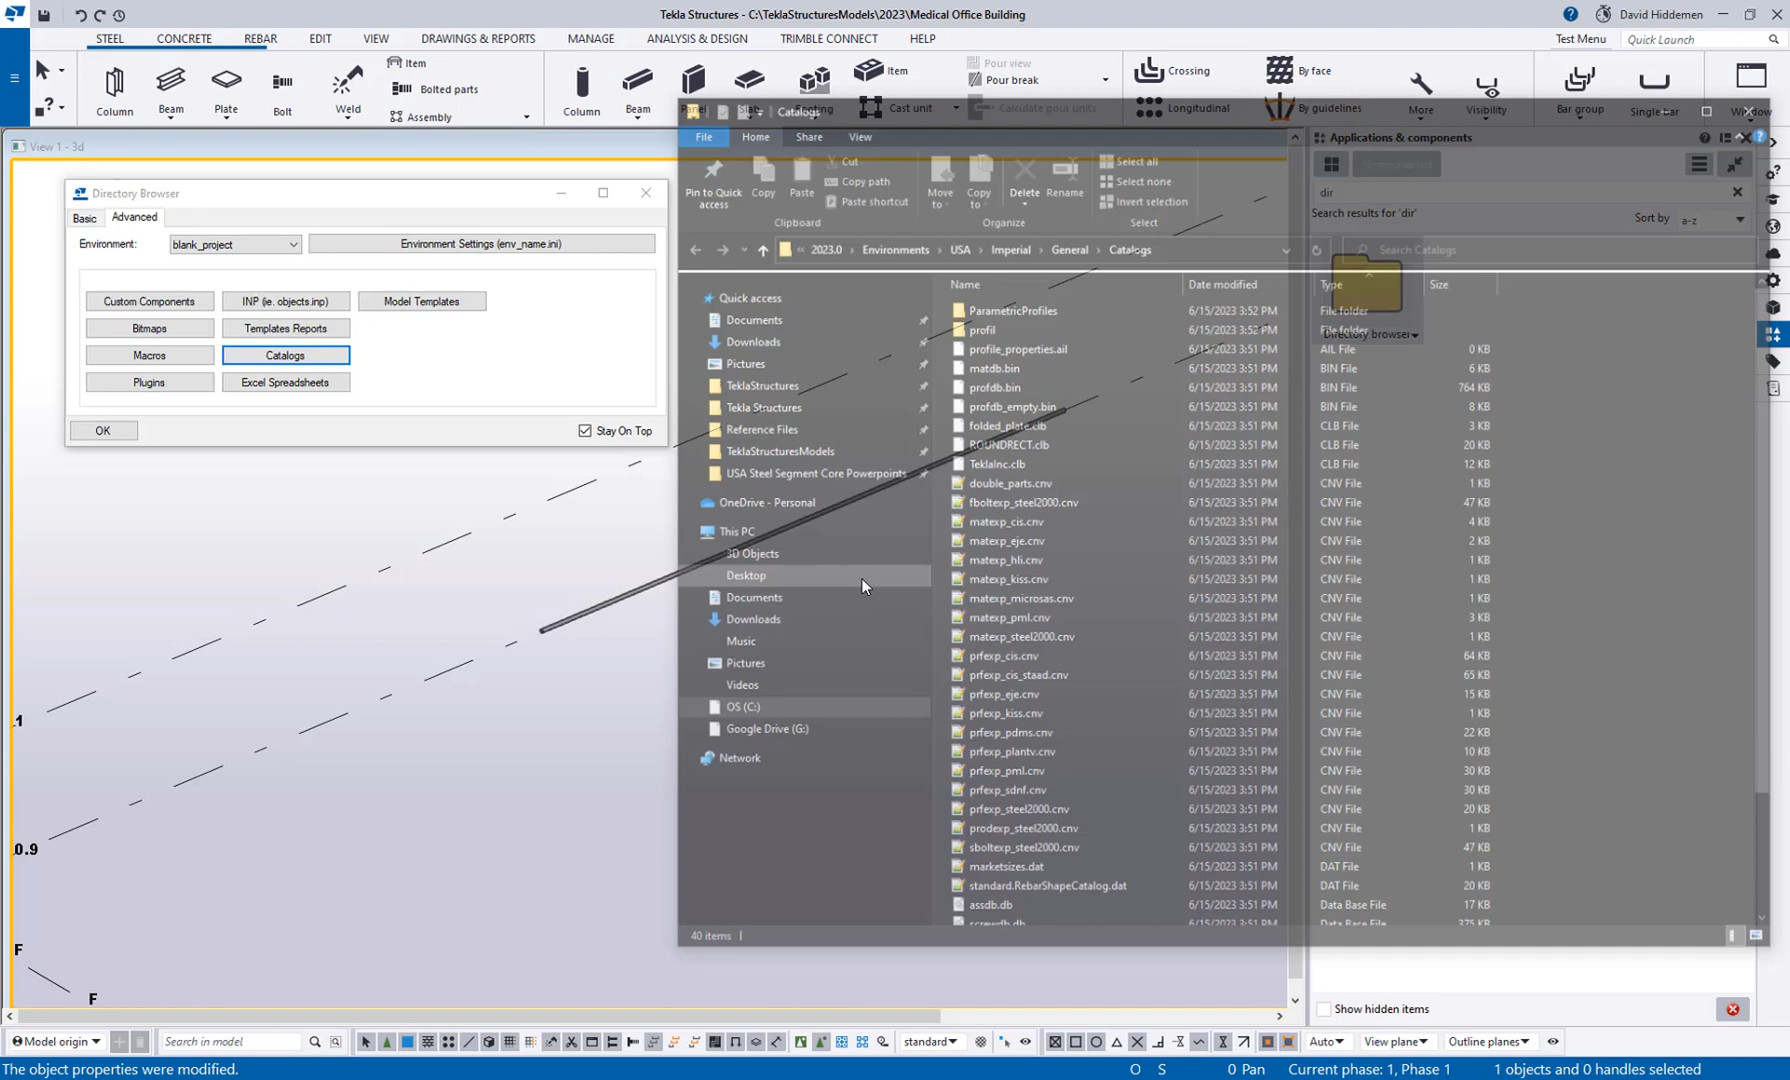 Tekla Structures - C:\TeklaStructuresModels\2023\Medical Office Building
David Hiddemen
STEEL CONCRETE REBAR EDIT VIEW DRAWINGS & REPORTS MANAGE ANALYSIS & DESIGN TRIMBLE CONNECT HELP
Test Menu Quick Launch
Column Beam Plate Bolt Weld Item Bolted parts Assembly
Column Beam Panel Slab Footing Item Cast unit
Pour view Pour break Calculate pour units
Crossing Longitudinal By face By guidelines More Visibility Bar group Single bar Window
View 1 - 3d
Directory Browser
Basic Advanced
Environment: blank_project Environment Settings (env_name.ini)
Custom Components INP (ie. objects.inp) Model Templates
Bitmaps Templates Reports
Macros Catalogs
Plugins Excel Spreadsheets
OK Stay On Top
Catalogs
File Home Share View
Pin to Quick access Copy Paste Cut Copy path Paste shortcut
Move to Copy to Delete Rename
Select all Select none Invert selection
Clipboard Organize Select
2023.0 Environments USA Imperial General Catalogs
Search Catalogs
Applications & components
dir
Search results for 'dir' Sort by a-z
Directory browser
Quick access
Documents
Downloads
Pictures
TeklaStructures
Tekla Structures
Reference Files
TeklaStructuresModels
USA Steel Segment Core Powerpoints
OneDrive - Personal
This PC
3D Objects
Desktop
Documents
Downloads
Music
Pictures
Videos
OS (C:)
Google Drive (G:)
Network
Name Date modified Type Size
ParametricProfiles 6/15/2023 3:52 PM File folder
profil 6/15/2023 3:52 PM File folder
profile_properties.ail 6/15/2023 3:51 PM AIL File 0 KB
matdb.bin 6/15/2023 3:51 PM BIN File 6 KB
profdb.bin 6/15/2023 3:51 PM BIN File 764 KB
profdb_empty.bin 6/15/2023 3:51 PM BIN File 8 KB
folded_plate.clb 6/15/2023 3:51 PM CLB File 3 KB
ROUNDRECT.clb 6/15/2023 3:51 PM CLB File 20 KB
TeklaInc.clb 6/15/2023 3:51 PM CLB File 12 KB
double_parts.cnv 6/15/2023 3:51 PM CNV File 1 KB
fboltexp_steel2000.cnv 6/15/2023 3:51 PM CNV File 47 KB
matexp_cis.cnv 6/15/2023 3:51 PM CNV File 4 KB
matexp_eje.cnv 6/15/2023 3:51 PM CNV File 2 KB
matexp_hli.cnv 6/15/2023 3:51 PM CNV File 1 KB
matexp_kiss.cnv 6/15/2023 3:51 PM CNV File 1 KB
matexp_microsas.cnv 6/15/2023 3:51 PM CNV File 1 KB
matexp_pml.cnv 6/15/2023 3:51 PM CNV File 3 KB
matexp_steel2000.cnv 6/15/2023 3:51 PM CNV File 1 KB
prfexp_cis.cnv 6/15/2023 3:51 PM CNV File 64 KB
prfexp_cis_staad.cnv 6/15/2023 3:51 PM CNV File 65 KB
prfexp_eje.cnv 6/15/2023 3:51 PM CNV File 15 KB
prfexp_kiss.cnv 6/15/2023 3:51 PM CNV File 1 KB
prfexp_pdms.cnv 6/15/2023 3:51 PM CNV File 22 KB
prfexp_plantv.cnv 6/15/2023 3:51 PM CNV File 10 KB
prfexp_pml.cnv 6/15/2023 3:51 PM CNV File 30 KB
prfexp_sdnf.cnv 6/15/2023 3:51 PM CNV File 30 KB
prfexp_steel2000.cnv 6/15/2023 3:51 PM CNV File 20 KB
prodexp_steel2000.cnv 6/15/2023 3:51 PM CNV File 1 KB
sboltexp_steel2000.cnv 6/15/2023 3:51 PM CNV File 47 KB
marketsizes.dat 6/15/2023 3:51 PM DAT File 1 KB
standard.RebarShapeCatalog.dat 6/15/2023 3:51 PM DAT File 20 KB
assdb.db 6/15/2023 3:51 PM Data Base File 17 KB
screwdb.db 6/15/2023 3:51 PM Data Base File 375 KB
40 items
1
0.9
F
F
Show hidden items
Model origin Search in model standard Auto View plane Outline planes
The object properties were modified. O S 0 Pan Current phase: 1, Phase 1 1 objects and 0 handles selected